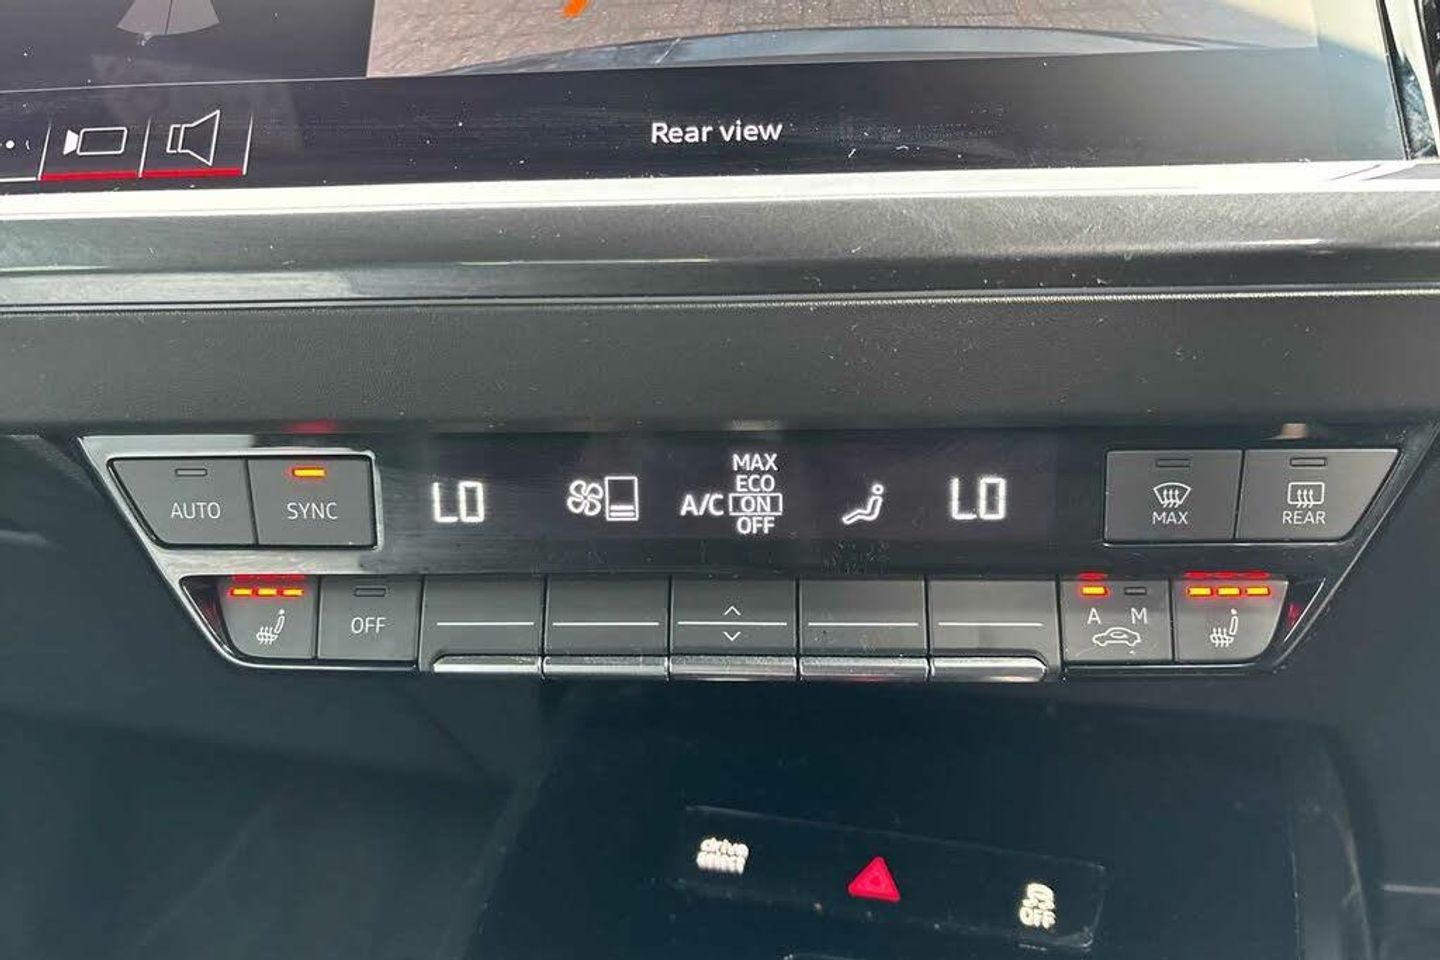 Rear view
AUTO
SYNC
LO
A/C
MAX
ECO
ON
OFF
LO
MAX
REAR
OFF
A
M
drive
select
OFF